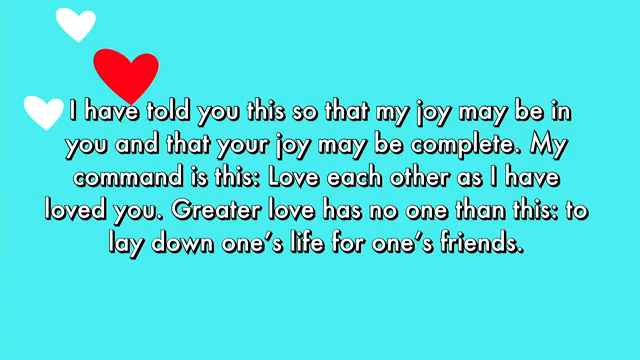 I have told you this so that my joy may be in
you and that your joy may be complete. My
command is this: Love each other as I have
loved you. Greater love has no one than this: to
lay down one's life for one's friends.